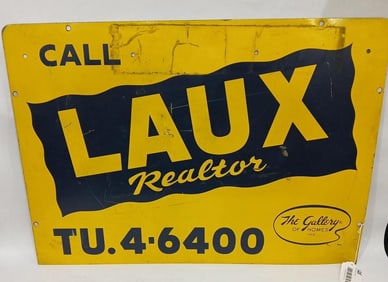 CALL
LAUX
Realtor
TU.4-6400
The Gallery
OF HOMES